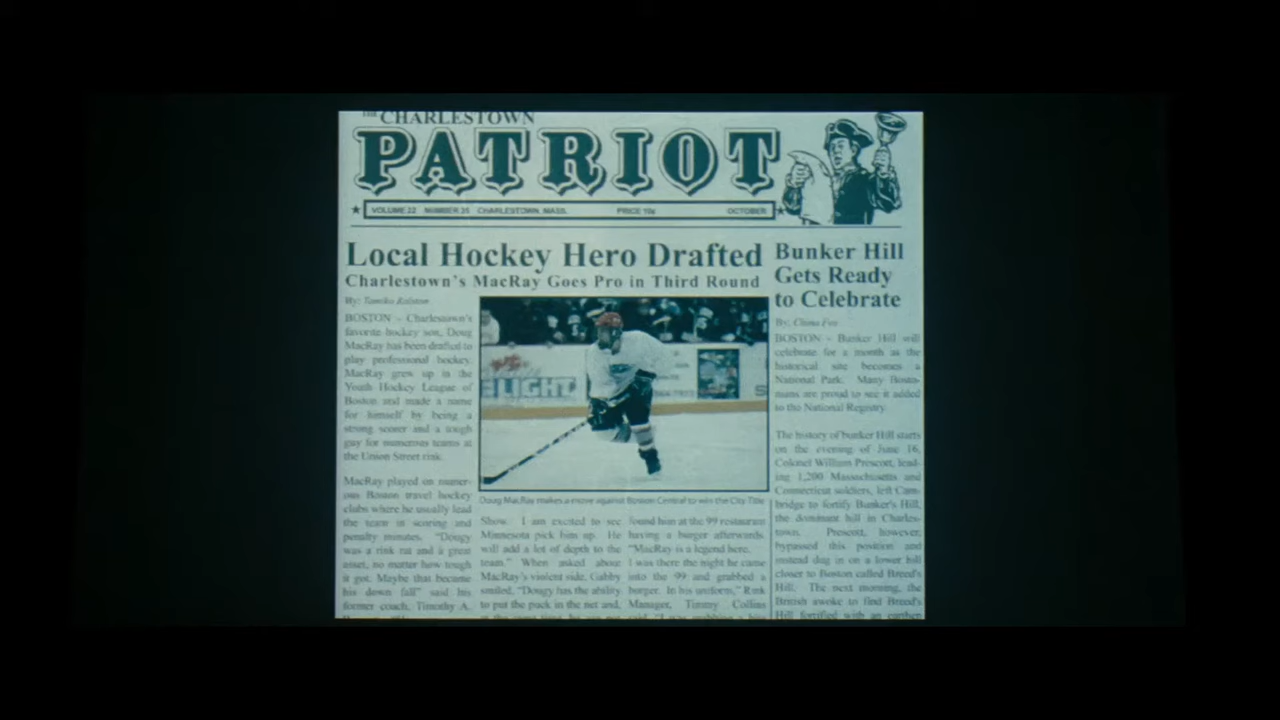 THE CHARLESTOWN
PATRIOT
VOLUME 22 NUMBER 35 CHARLESTOWN, MASS. PRICE 10¢ OCTOBER
Local Hockey Hero Drafted
Charlestown's MacRay Goes Pro in Third Round
By: Tamiko Ralston
BOSTON - Charlestown's
favorite hockey son, Doug
MacRay has been drafted to
play professional hockey.
MacRay grew up in the
Youth Hockey League of
Boston and made a name
for himself by being a
strong scorer and a tough
guy for numerous teams at
the Union Street rink.
MacRay played on numer-
ous Boston travel hockey
clubs where he usually lead
the team in scoring and
penalty minutes. "Dougy
was a rink rat and a great
asset, no matter how tough
it got. Maybe that became
his down fall" said his
former coach, Timothy A.
LIGHT
Doug MacRay makes a move against Boston Central to win the City Title
Show. I am excited to see
Minnesota pick him up. He
will add a lot of depth to the
team." When asked about
MacRay's violent side, Gabby
smiled, "Dougy has the ability
to put the puck in the net and,
found him at the 99 restaurant
having a burger afterwards.
"MacRay is a legend here.
I was there the night he came
into the '99 and grabbed a
burger. In his uniform," Rink
Manager, Timmy Collins
Bunker Hill
Gets Ready
to Celebrate
By: China Fox
BOSTON - Bunker Hill will
celebrate for a month as the
historical site becomes a
National Park. Many Bosto-
nians are proud to see it added
to the National Registry.
The history of bunker Hill starts
on the evening of June 16,
Colonel William Prescott, lead-
ing 1,200 Massachusetts and
Connecticut soldiers, left Cam-
bridge to fortify Bunker's Hill,
the dominant hill in Charles-
town. Prescott, however,
bypassed this position and
instead dug in on a lower hill
closer to Boston called Breed's
Hill. The next morning, the
British awoke to find Breed's
Hill fortified with an earthen